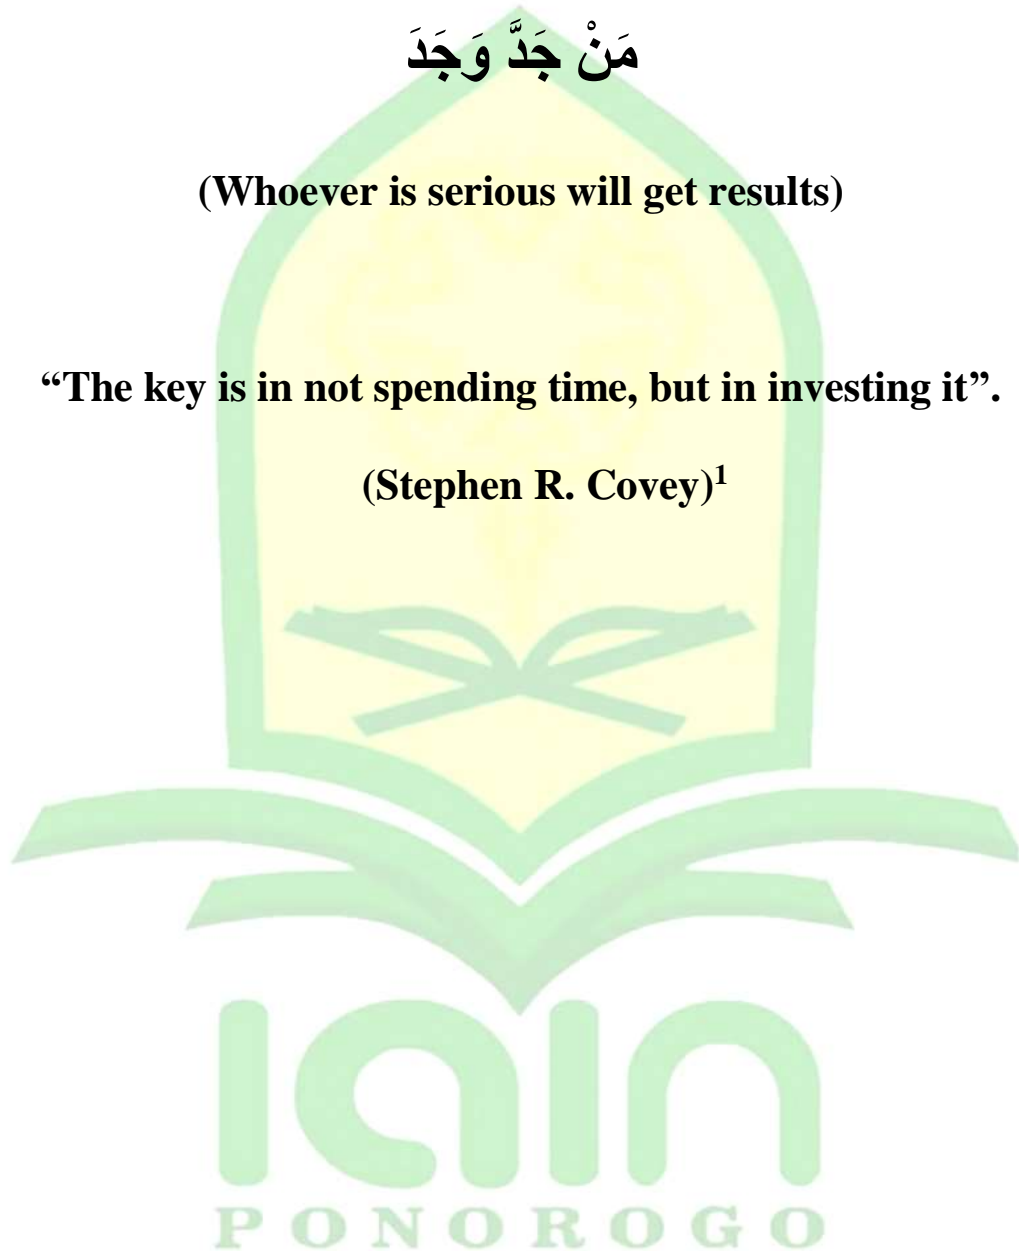 مَنْ جَدَّ وَجَدَ
(Whoever is serious will get results)
“The key is in not spending time, but in investing it”.
(Stephen R. Covey)¹
iain
PONOROGO